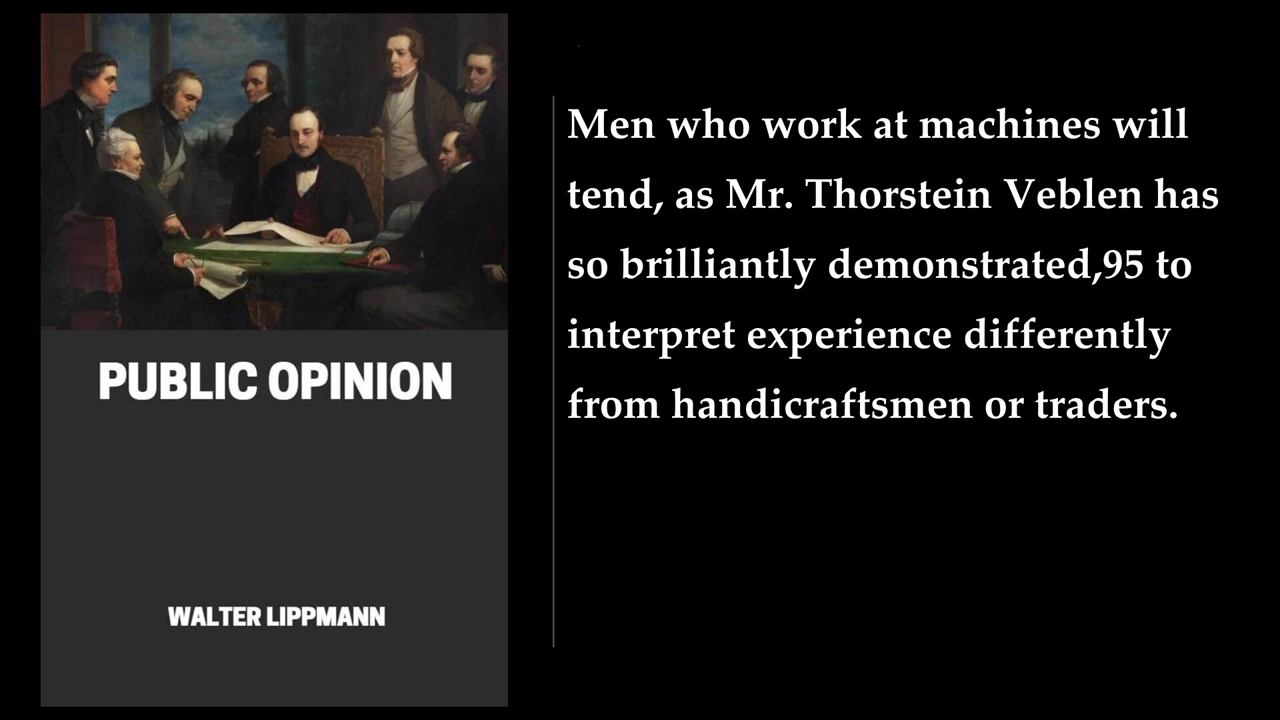 PUBLIC OPINION
WALTER LIPPMANN
Men who work at machines will
tend, as Mr. Thorstein Veblen has
so brilliantly demonstrated,95 to
interpret experience differently
from handicraftsmen or traders.